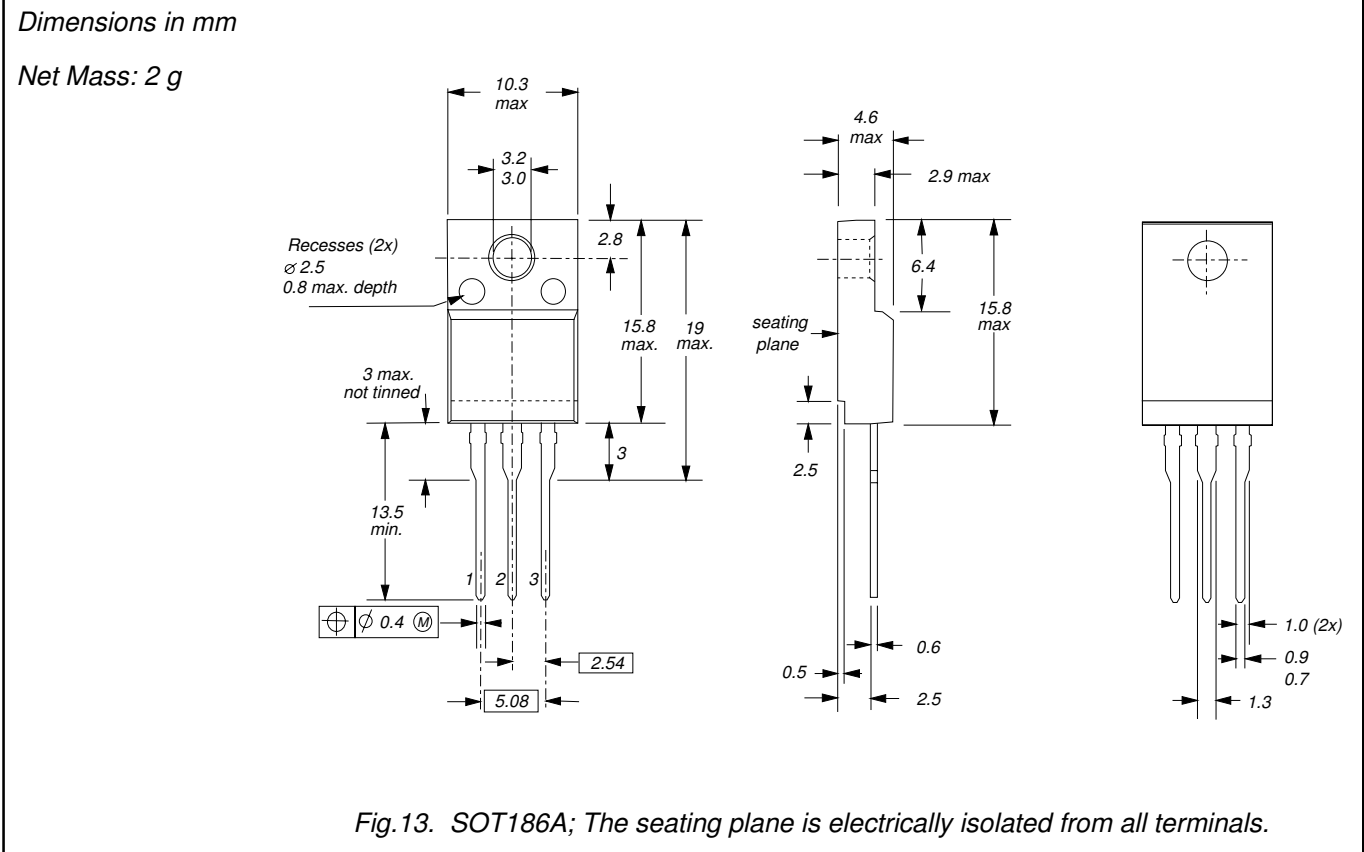 Dimensions in mm
Net Mass: 2 g
10.3
max
3.2
3.0
2.8
Recesses (2x)
⌀ 2.5
0.8 max. depth
15.8
max.
19
max.
3 max.
not tinned
3
13.5
min.
1 2 3
⌖ ⌀ 0.4 Ⓜ
2.54
5.08
4.6
max
2.9 max
6.4
15.8
max
seating
plane
2.5
0.6
0.5
2.5
1.0 (2x)
0.9
0.7
1.3
Fig.13. SOT186A; The seating plane is electrically isolated from all terminals.